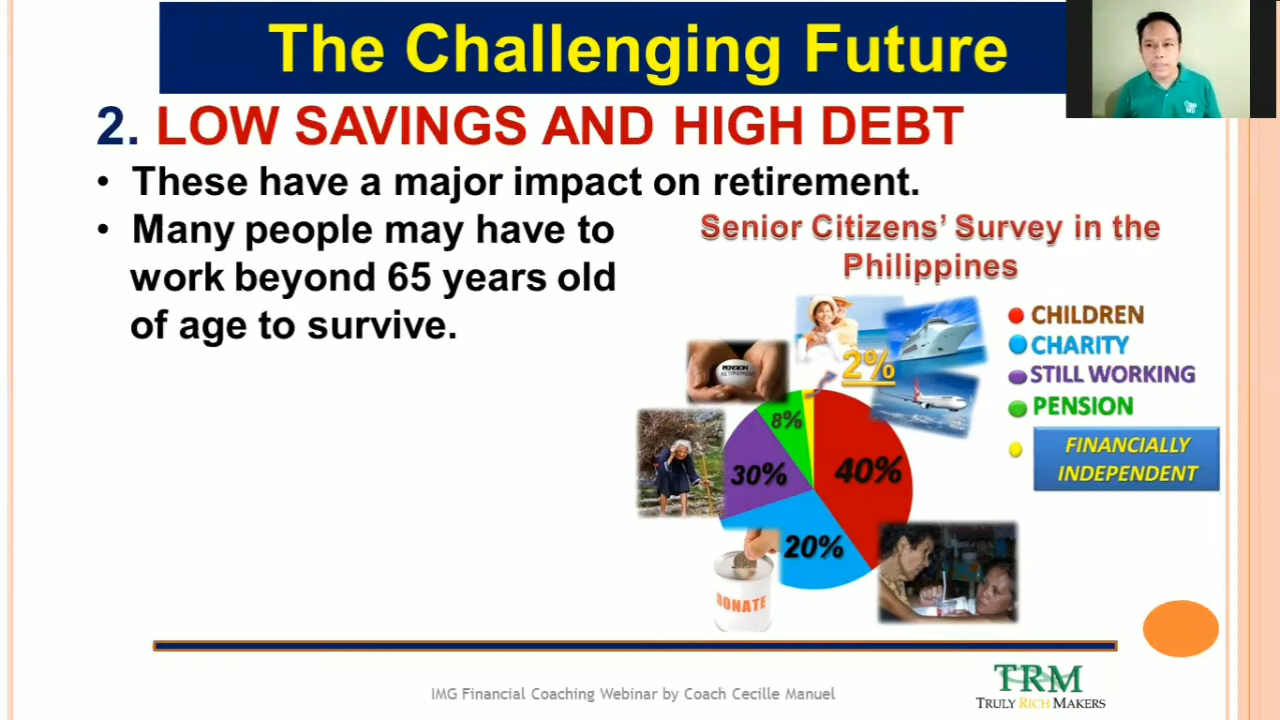 The Challenging Future
2. LOW SAVINGS AND HIGH DEBT
• These have a major impact on retirement.
• Many people may have to
work beyond 65 years old
of age to survive.
Senior Citizens' Survey in the
Philippines
CHILDREN
CHARITY
STILL WORKING
PENSION
FINANCIALLY
INDEPENDENT
2%
PENSION
RETIREMENT
8%
30%
40%
20%
DONATE
IMG Financial Coaching Webinar by Coach Cecille Manuel
TRM
TRULY RICH MAKERS